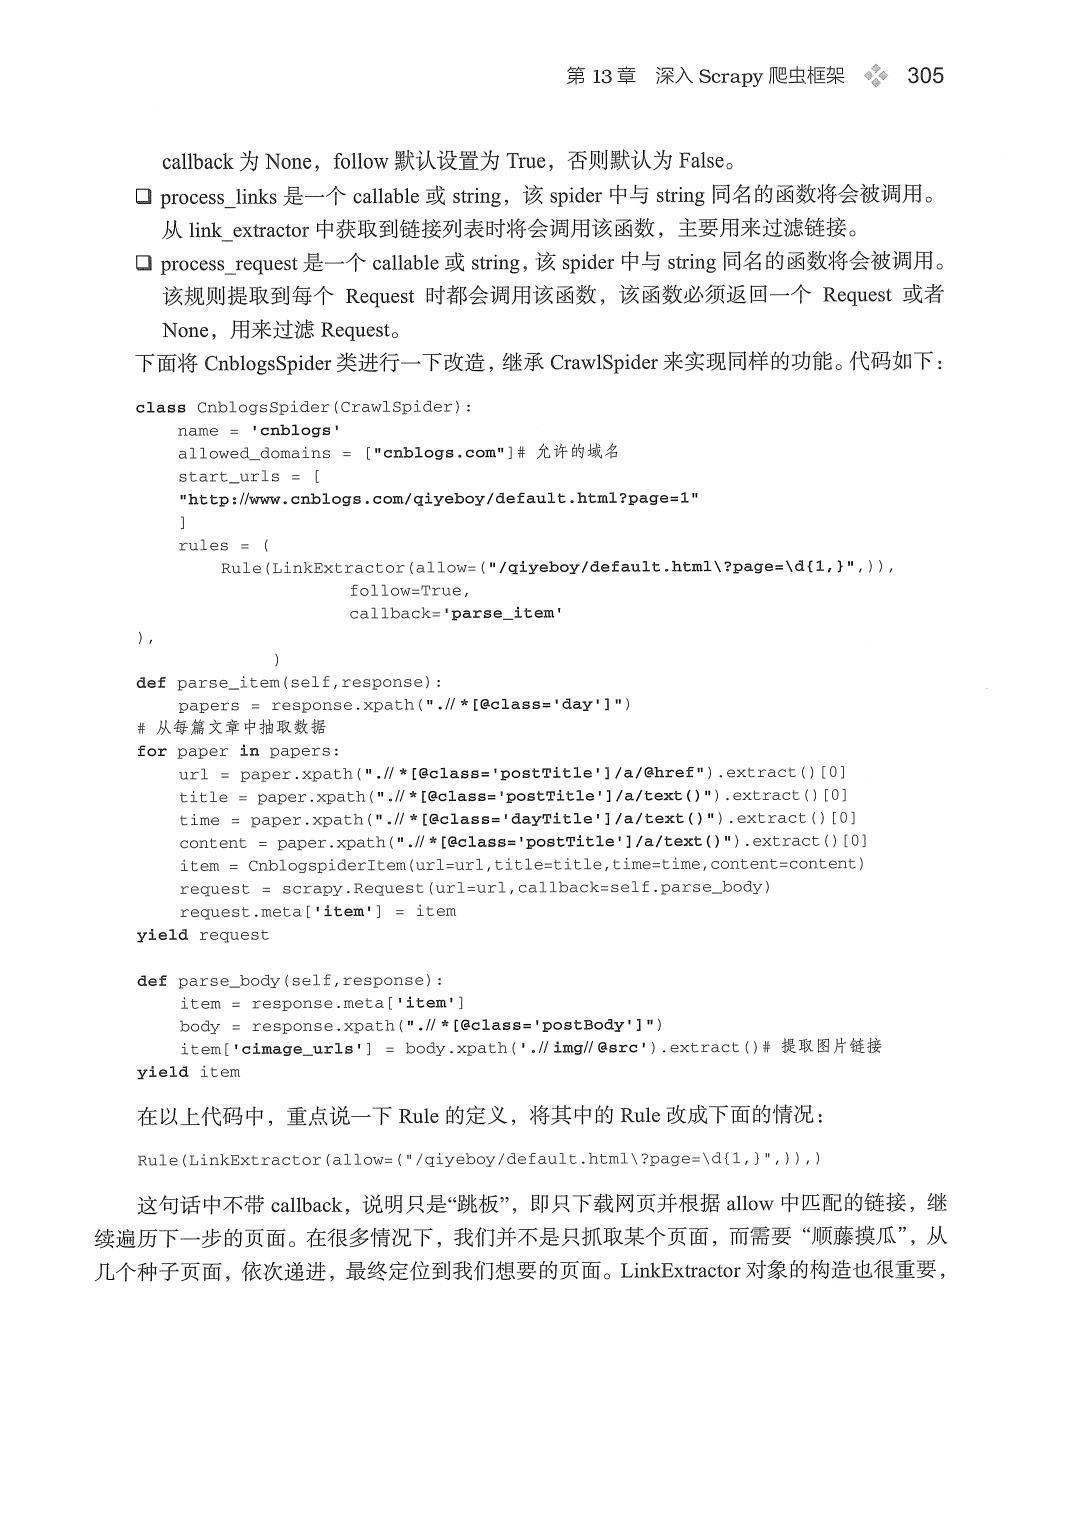 第 13 章 深入 Scrapy 爬虫框架 305
callback 为 None，follow 默认设置为 True，否则默认为 False。
❑ process_links 是一个 callable 或 string，该 spider 中与 string 同名的函数将会被调用。
从 link_extractor 中获取到链接列表时将会调用该函数，主要用来过滤链接。
❑ process_request 是一个 callable 或 string，该 spider 中与 string 同名的函数将会被调用。
该规则提取到每个 Request 时都会调用该函数，该函数必须返回一个 Request 或者
None，用来过滤 Request。
下面将 CnblogsSpider 类进行一下改造，继承 CrawlSpider 来实现同样的功能。代码如下：
class CnblogsSpider(CrawlSpider):
name = 'cnblogs'
allowed_domains = ["cnblogs.com"]# 允许的域名
start_urls = [
"http://www.cnblogs.com/qiyeboy/default.html?page=1"
]
rules = (
Rule(LinkExtractor(allow=("/qiyeboy/default.html\?page=\d{1,}",)),
follow=True,
callback='parse_item'
),
)
def parse_item(self,response):
papers = response.xpath(".//*[@class='day']")
# 从每篇文章中抽取数据
for paper in papers:
url = paper.xpath(".//*[@class='postTitle']/a/@href").extract()[0]
title = paper.xpath(".//*[@class='postTitle']/a/text()").extract()[0]
time = paper.xpath(".//*[@class='dayTitle']/a/text()").extract()[0]
content = paper.xpath(".//*[@class='postTitle']/a/text()").extract()[0]
item = CnblogspiderItem(url=url,title=title,time=time,content=content)
request = scrapy.Request(url=url,callback=self.parse_body)
request.meta['item'] = item
yield request
def parse_body(self,response):
item = response.meta['item']
body = response.xpath(".//*[@class='postBody']")
item['cimage_urls'] = body.xpath('.//img//@src').extract()# 提取图片链接
yield item
在以上代码中，重点说一下 Rule 的定义，将其中的 Rule 改成下面的情况：
Rule(LinkExtractor(allow=("/qiyeboy/default.html\?page=\d{1,}",)),)
这句话中不带 callback，说明只是“跳板”，即只下载网页并根据 allow 中匹配的链接，继
续遍历下一步的页面。在很多情况下，我们并不是只抓取某个页面，而需要“顺藤摸瓜”，从
几个种子页面，依次递进，最终定位到我们想要的页面。LinkExtractor 对象的构造也很重要，